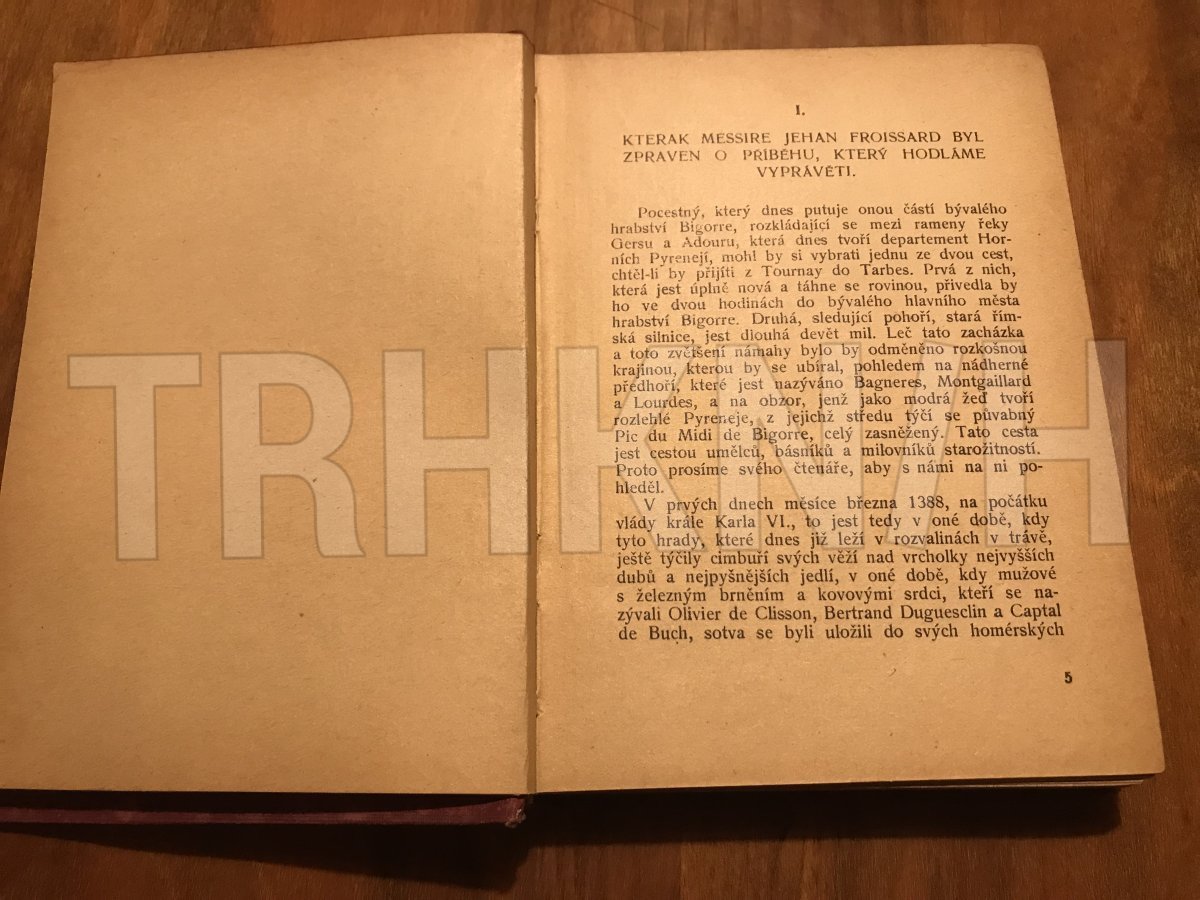 I.
KTERAK MESSIRE JEHAN FROISSARD BYL
ZPRAVEN O PŘÍBĚHU, KTERÝ HODLÁME
VYPRÁVĚTI.
Pocestný, který dnes putuje onou částí bývalého
hrabství Bigorre, rozkládající se mezi rameny řeky
Gersu a Adouru, která dnes tvoří departement Hor-
ních Pyrenejí, mohl by si vybrati jednu ze dvou cest,
chtěl-li by přijíti z Tournay do Tarbes. Prvá z nich,
která jest úplně nová a táhne se rovinou, přivedla by
ho ve dvou hodinách do bývalého hlavního města
hrabství Bigorre. Druhá, sledující pohoří, stará řím-
ská silnice, jest dlouhá devět mil. Leč tato zacházka
a toto zvětšení námahy bylo by odměněno rozkošnou
krajinou, kterou by se ubíral, pohledem na nádherné
předhoří, které jest nazýváno Bagneres, Montgaillard
a Lourdes, a na obzor, jenž jako modrá žeď tvoří
rozlehlé Pyreneje, z jejichž středu týčí se půvabný
Pic du Midi de Bigorre, celý zasněžený. Tato cesta
jest cestou umělců, básníků a milovníků starožitností.
Proto prosíme svého čtenáře, aby s námi na ni po-
hleděl.
V prvých dnech měsíce března 1388, na počátku
vlády krále Karla VI., to jest tedy v oné době, kdy
tyto hrady, které dnes již leží v rozvalinách v trávě,
ještě týčily cimbuří svých věží nad vrcholky nejvyšších
dubů a nejpyšnějších jedlí, v oné době, kdy mužové
s železným brněním a kovovými srdci, kteří se na-
zývali Olivier de Clisson, Bertrand Duguesclin a Captal
de Buch, sotva se byli uložili do svých homérských
5
TRHKNIH